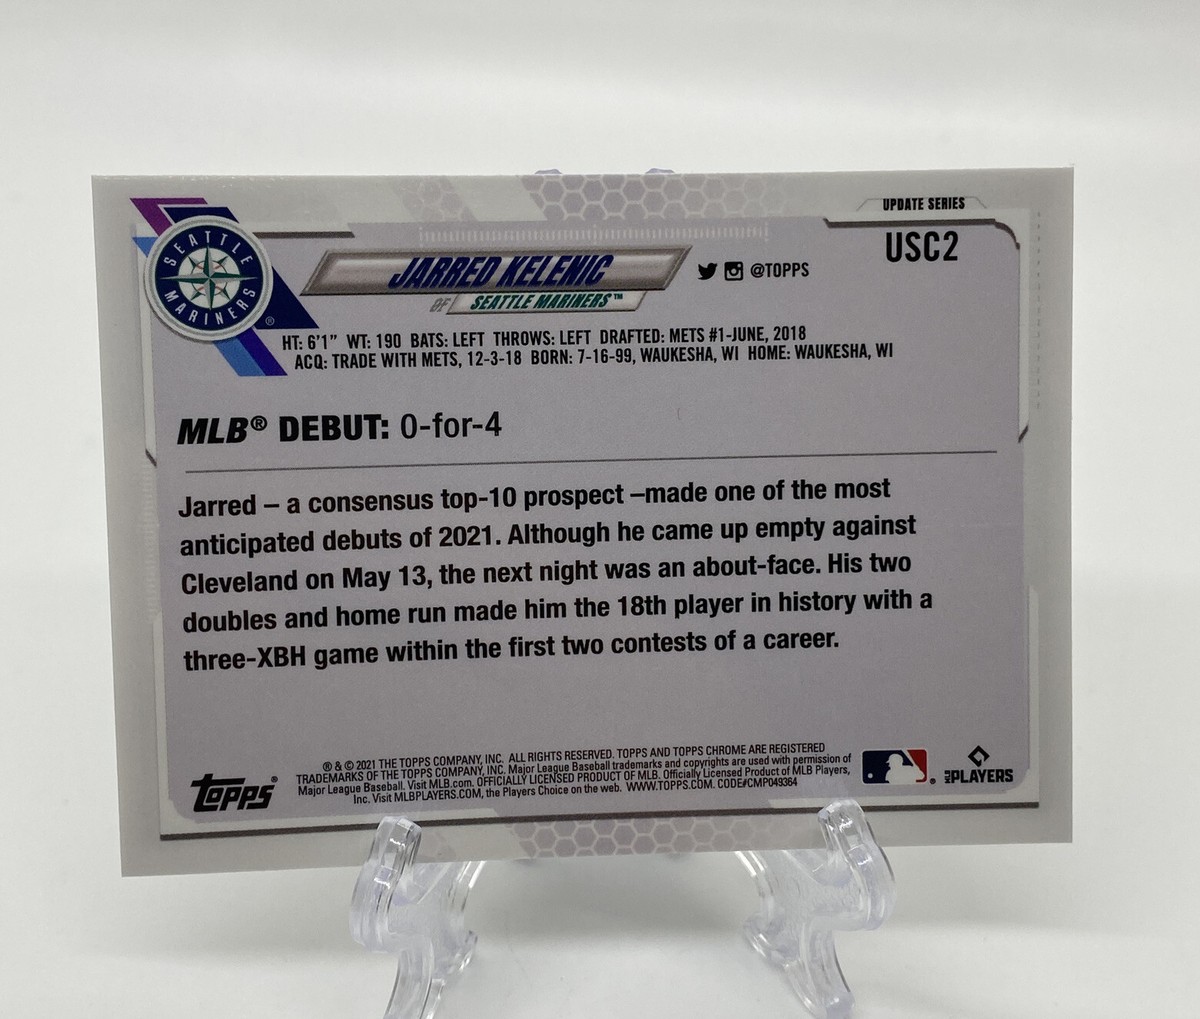 UPDATE SERIES
USC2
SEATTLE MARINERS ®
JARRED KELENIC
@TOPPS
OF SEATTLE MARINERS™
HT: 6'1" WT: 190 BATS: LEFT THROWS: LEFT DRAFTED: METS #1-JUNE, 2018
ACQ: TRADE WITH METS, 12-3-18 BORN: 7-16-99, WAUKESHA, WI HOME: WAUKESHA, WI
MLB® DEBUT: 0-for-4
Jarred – a consensus top-10 prospect –made one of the most
anticipated debuts of 2021. Although he came up empty against
Cleveland on May 13, the next night was an about-face. His two
doubles and home run made him the 18th player in history with a
three-XBH game within the first two contests of a career.
TOPPS®
® & © 2021 THE TOPPS COMPANY, INC. ALL RIGHTS RESERVED. TOPPS AND TOPPS CHROME ARE REGISTERED
TRADEMARKS OF THE TOPPS COMPANY, INC. Major League Baseball trademarks and copyrights are used with permission of
Major League Baseball. Visit MLB.com. OFFICIALLY LICENSED PRODUCT OF MLB. Officially Licensed Product of MLB Players,
Inc. Visit MLBPLAYERS.COM, the Players Choice on the web. WWW.TOPPS.COM. CODE#CMP049364
MLB PLAYERS